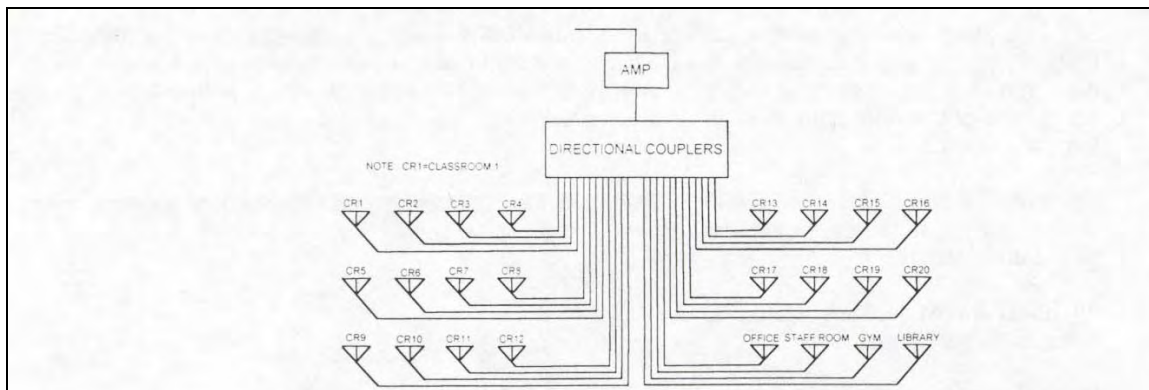 AMP
DIRECTIONAL COUPLERS
NOTE: CR1=CLASSROOM 1
CR1 CR2 CR3 CR4 CR13 CR14 CR15 CR16
CR5 CR6 CR7 CR8 CR17 CR18 CR19 CR20
CR9 CR10 CR11 CR12 OFFICE STAFF ROOM GYM LIBRARY